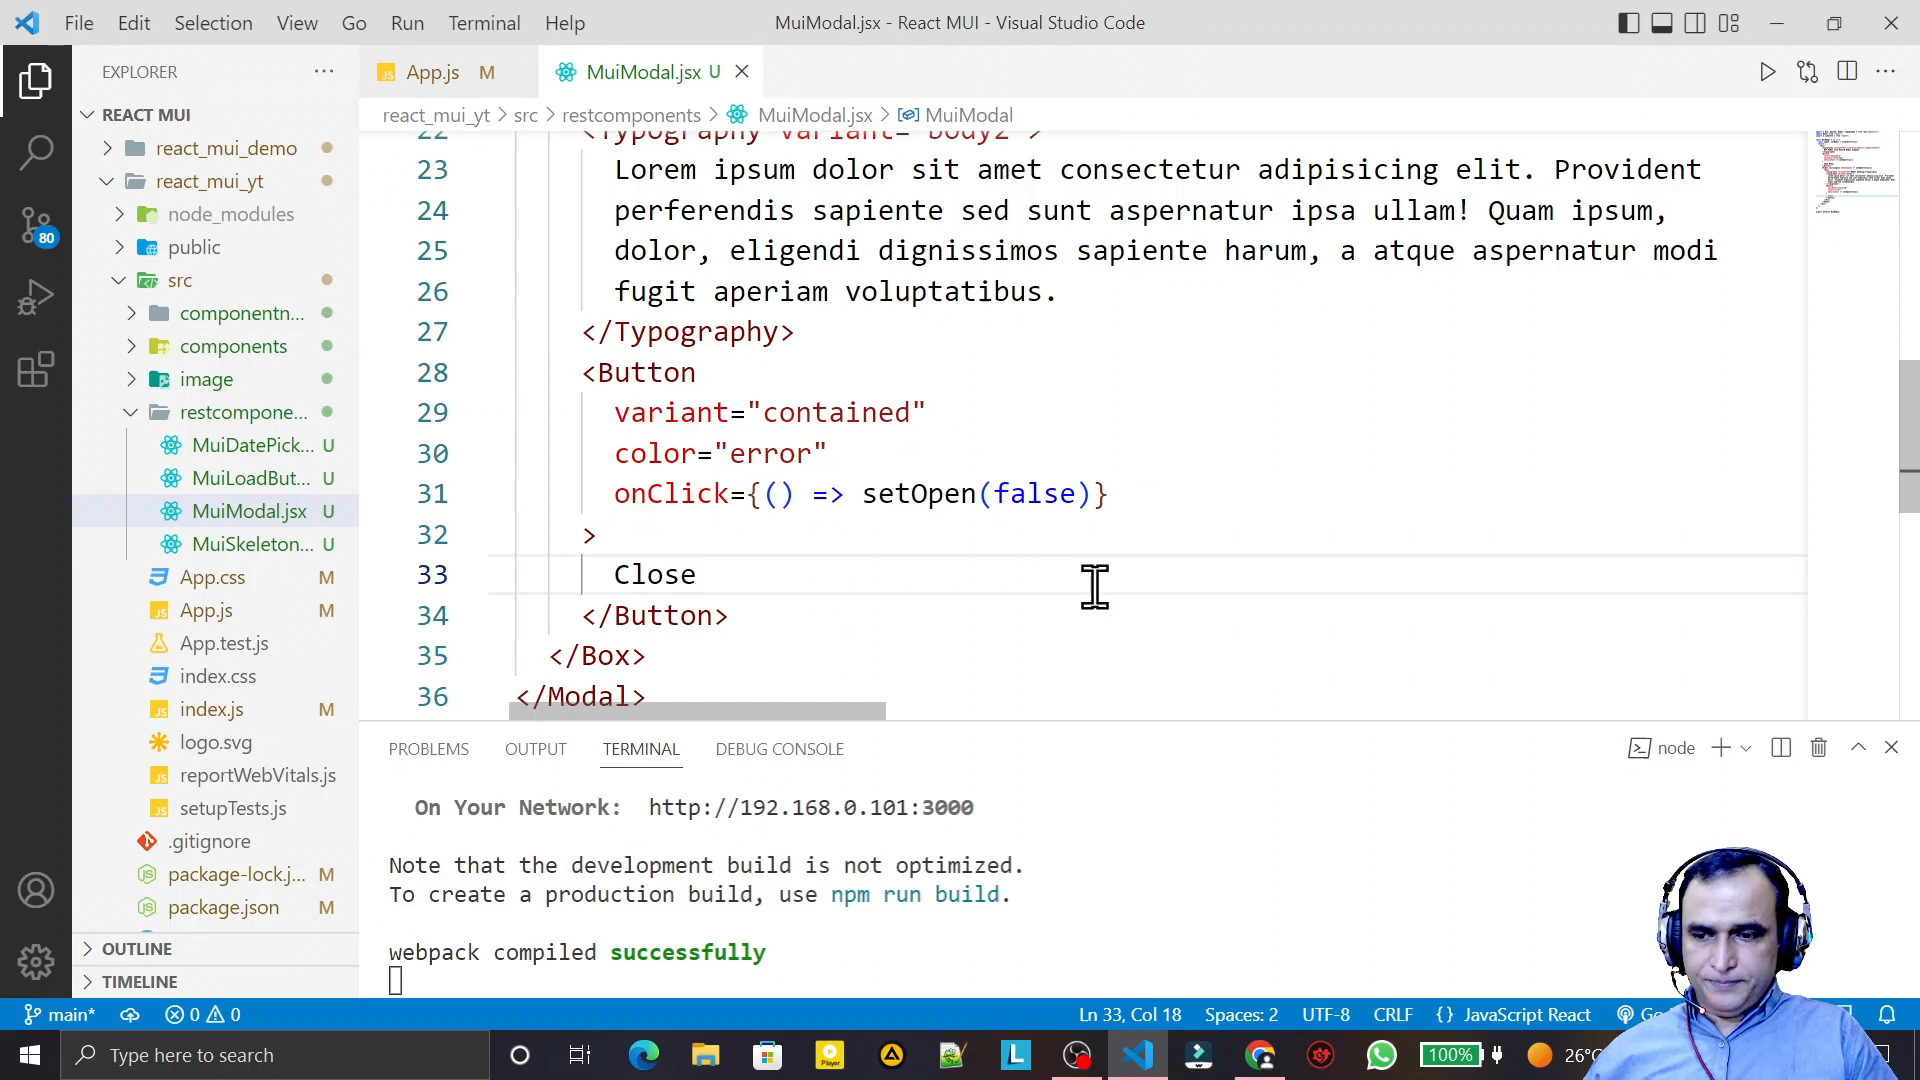 File Edit Selection View Go Run Terminal Help
MuiModal.jsx - React MUI - Visual Studio Code
EXPLORER
App.js M
MuiModal.jsx U
REACT MUI
react_mui_yt > src > restcomponents > MuiModal.jsx > MuiModal
react_mui_demo
react_mui_yt
node_modules
public
src
componentn...
components
image
restcompone...
MuiDatePick... U
MuiLoadBut... U
MuiModal.jsx U
MuiSkeleton... U
App.css M
App.js M
App.test.js
index.css
index.js M
logo.svg
reportWebVitals.js
setupTests.js
.gitignore
package-lock.j... M
package.json M
OUTLINE
TIMELINE
22 <Typography variant="body2">
23 Lorem ipsum dolor sit amet consectetur adipisicing elit. Provident
24 perferendis sapiente sed sunt aspernatur ipsa ullam! Quam ipsum,
25 dolor, eligendi dignissimos sapiente harum, a atque aspernatur modi
26 fugit aperiam voluptatibus.
27 </Typography>
28 <Button
29 variant="contained"
30 color="error"
31 onClick={() => setOpen(false)}
32 >
33 Close
34 </Button>
35 </Box>
36 </Modal>
PROBLEMS OUTPUT TERMINAL DEBUG CONSOLE
node
On Your Network: http://192.168.0.101:3000
Note that the development build is not optimized.
To create a production build, use npm run build.
webpack compiled successfully
80
main* 0 0
Ln 33, Col 18 Spaces: 2 UTF-8 CRLF {} JavaScript React
Type here to search
Player
L
100%
26°C